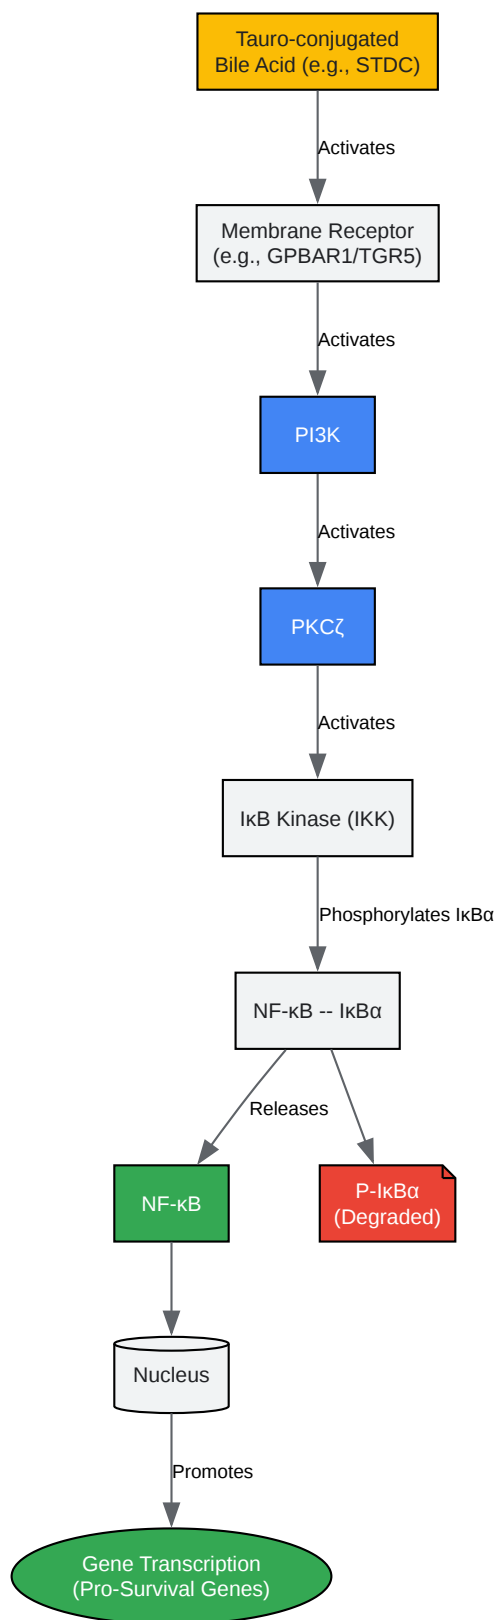 Tauro-conjugated
Bile Acid (e.g., STDC)
Activates
Membrane Receptor
(e.g., GPBAR1/TGR5)
Activates
PI3K
Activates
PKCζ
Activates
IκB Kinase (IKK)
Phosphorylates IκBα
NF-κB -- IκBα
Releases
NF-κB
P-IκBα
(Degraded)
Nucleus
Promotes
Gene Transcription
(Pro-Survival Genes)